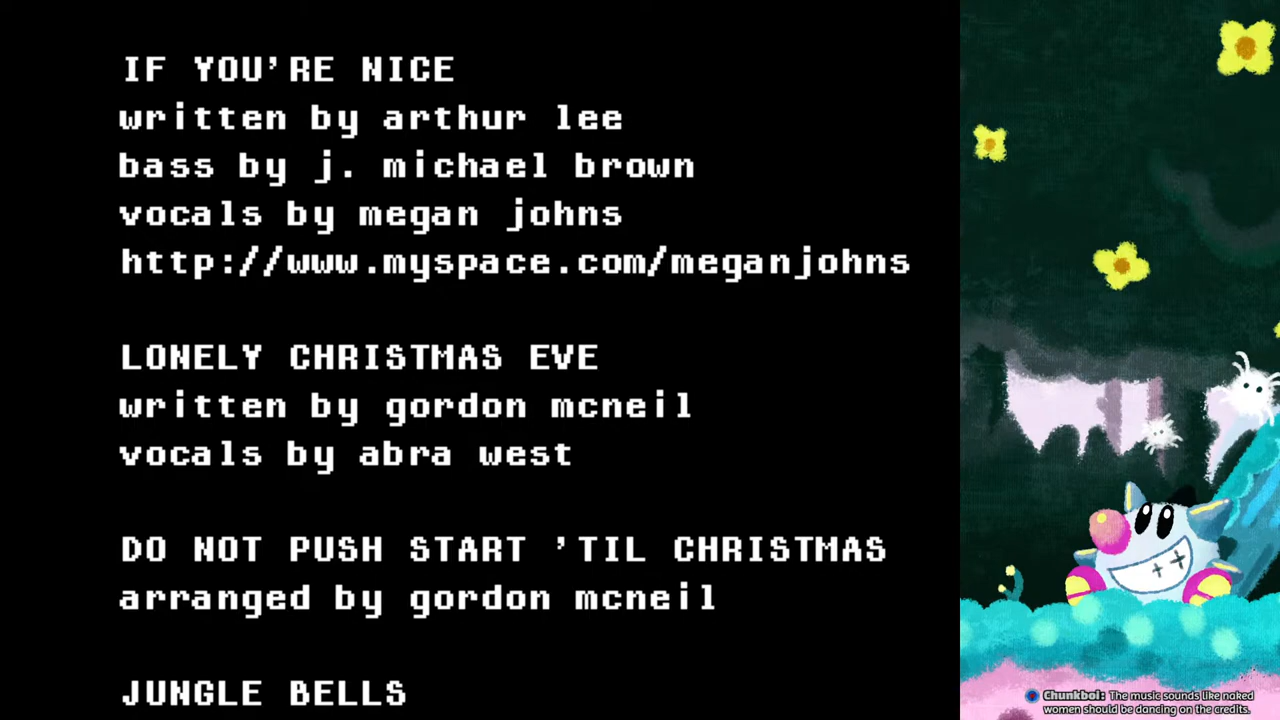 IF YOU’RE NICE
written by arthur lee
bass by j. michael brown
vocals by megan johns
http://www.myspace.com/meganjohns
LONELY CHRISTMAS EVE
written by gordon mcneil
vocals by abra west
DO NOT PUSH START ’TIL CHRISTMAS
arranged by gordon mcneil
JUNGLE BELLS
Chunkboi: The music sounds like naked
women should be dancing on the credits.